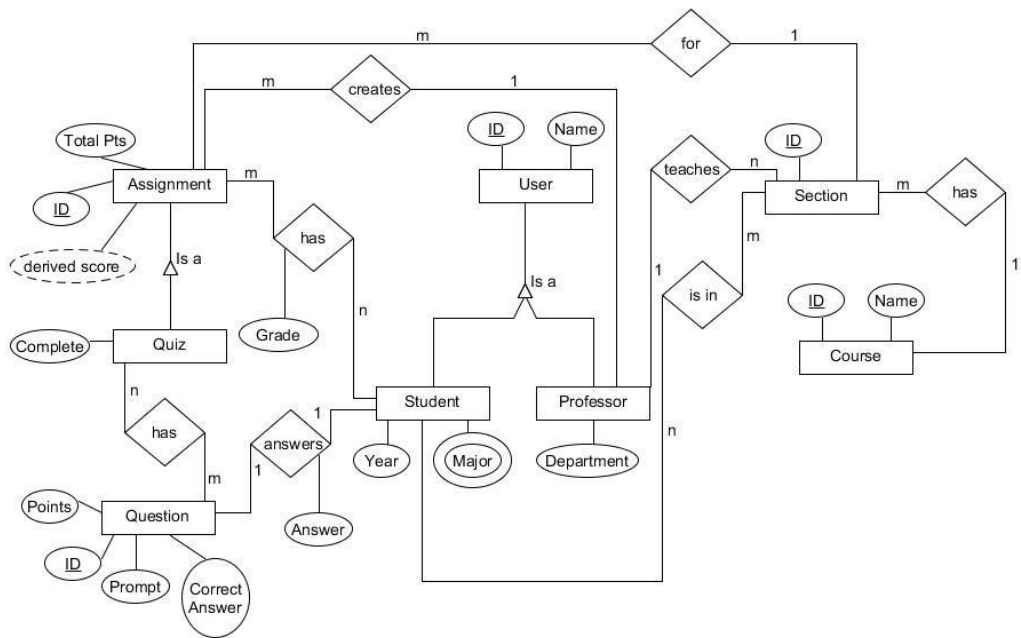 m
for
1
m
creates
1
ID
Name
Total Pts
ID
teaches
n
Assignment
m
User
Section
m
has
ID
has
m
derived score
Is a
Is a
1
is in
1
ID
Name
n
Grade
Complete
Quiz
Course
n
Student
Professor
has
1
answers
n
1
Year
Major
Department
m
Points
Question
Answer
ID
Prompt
Correct
Answer